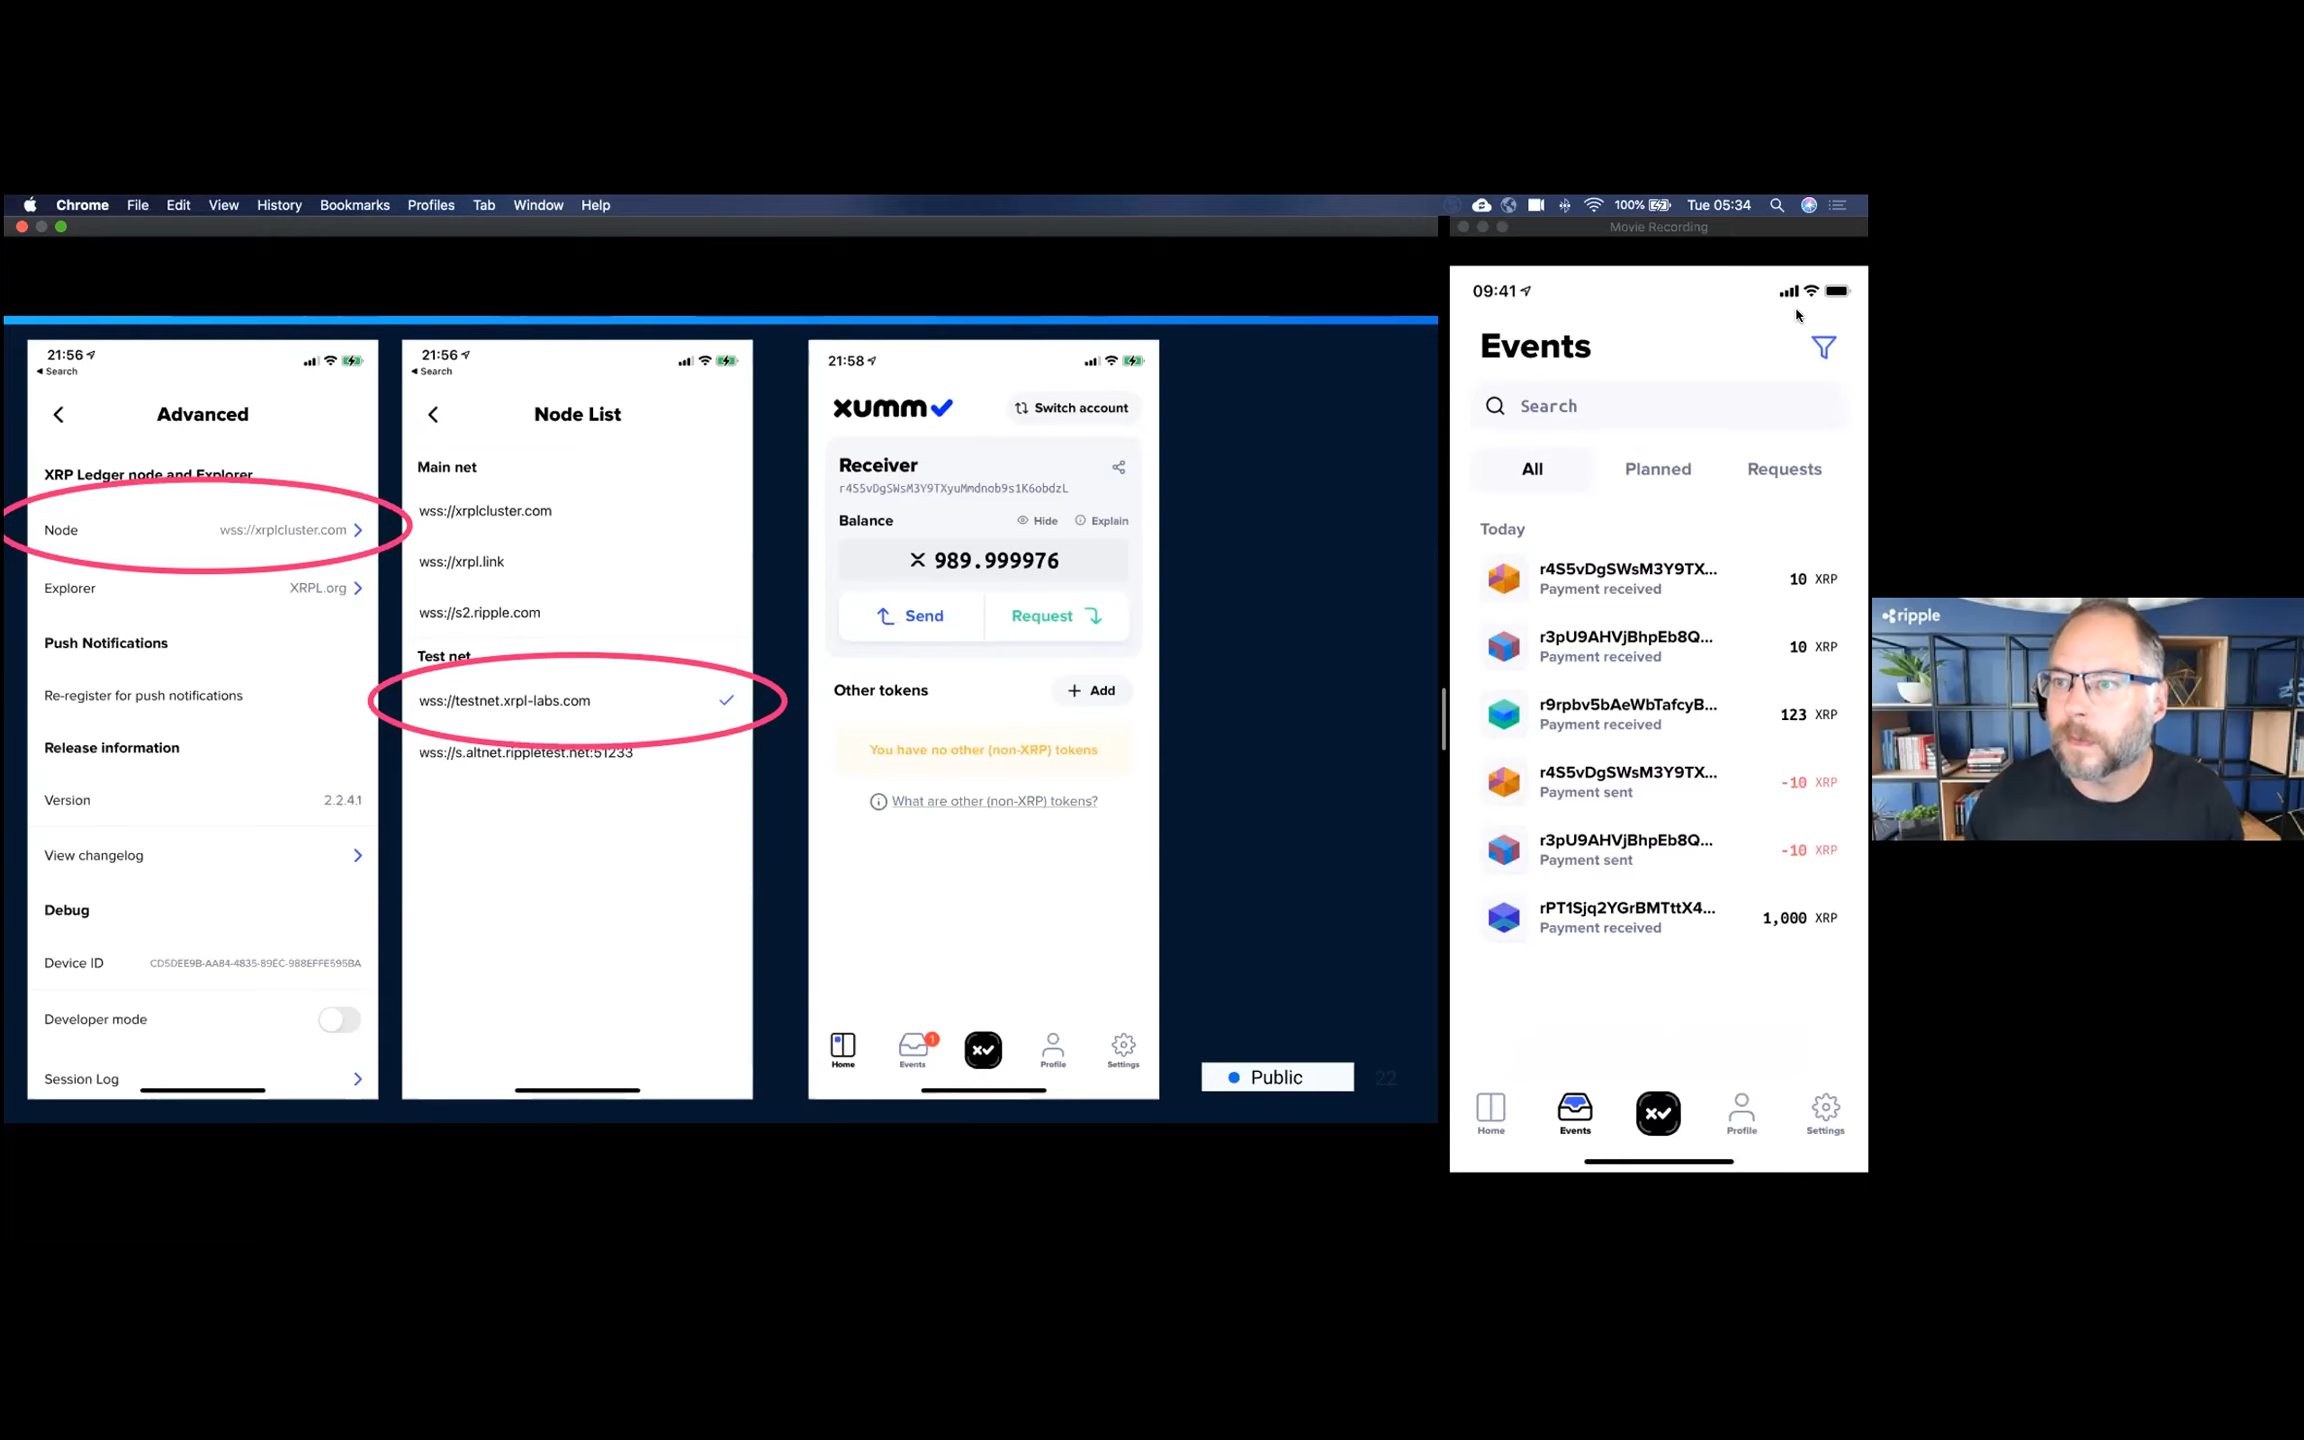 Chrome File Edit View History Bookmarks Profiles Tab Window Help
100% Tue 05:34
Movie Recording
21:56
Search
Advanced
XRP Ledger node and Explorer
Node wss://xrplcluster.com
Explorer XRPL.org
Push Notifications
Re-register for push notifications
Release information
Version 2.2.4.1
View changelog
Debug
Device ID CD5DEE9B-AA84-4835-89EC-988EFFE595BA
Developer mode
Session Log
21:56
Search
Node List
Main net
wss://xrplcluster.com
wss://xrpl.link
wss://s2.ripple.com
Test net
wss://testnet.xrpl-labs.com
wss://s.altnet.rippletest.net:51233
21:58
xumm
Switch account
Receiver
r4S5vDgSWsM3Y9TXyuMmdnob9s1K6obdzL
Balance Hide Explain
989.999976
Send Request
Other tokens Add
You have no other (non-XRP) tokens
What are other (non-XRP) tokens?
1
Home Events Profile Settings
Public 22
09:41
Events
Search
All Planned Requests
Today
r4S5vDgSWsM3Y9TX... 10 XRP
Payment received
r3pU9AHVjBhpEb8Q... 10 XRP
Payment received
r9rpbv5bAeWbTafcyB... 123 XRP
Payment received
r4S5vDgSWsM3Y9TX... -10 XRP
Payment sent
r3pU9AHVjBhpEb8Q... -10 XRP
Payment sent
rPT1Sjq2YGrBMTttX4... 1,000 XRP
Payment received
Home Events Profile Settings
ripple